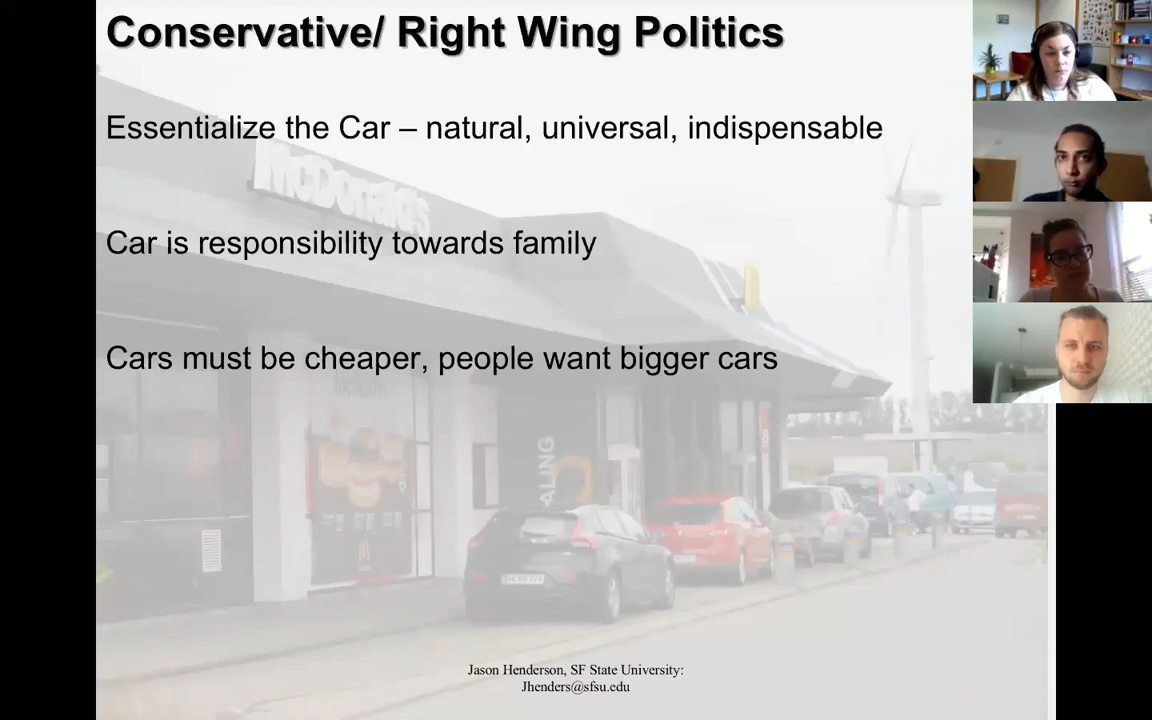 Conservative/ Right Wing Politics
Essentialize the Car – natural, universal, indispensable
McDonald's
Car is responsibility towards family
Cars must be cheaper, people want bigger cars
ALING
Jason Henderson, SF State University:
Jhenders@sfsu.edu